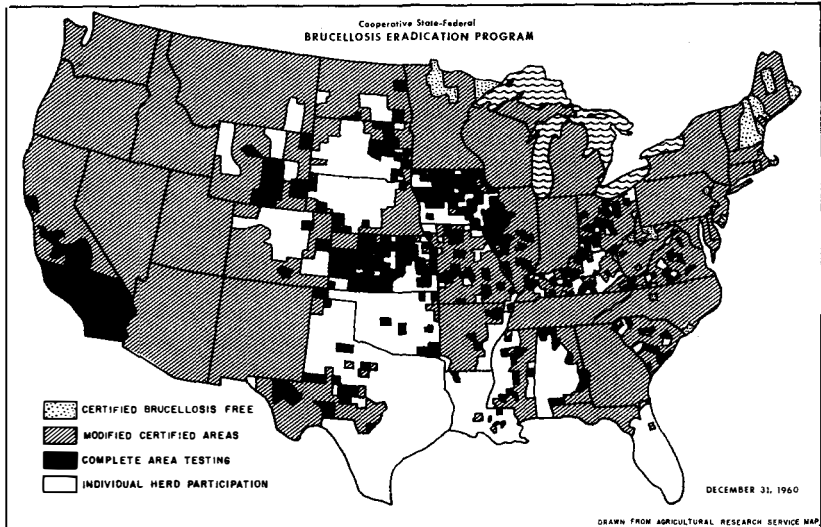 Cooperative State-Federal
BRUCELLOSIS ERADICATION PROGRAM
CERTIFIED BRUCELLOSIS FREE
MODIFIED CERTIFIED AREAS
COMPLETE AREA TESTING
INDIVIDUAL HERD PARTICIPATION
DECEMBER 31, 1960
DRAWN FROM AGRICULTURAL RESEARCH SERVICE MAP